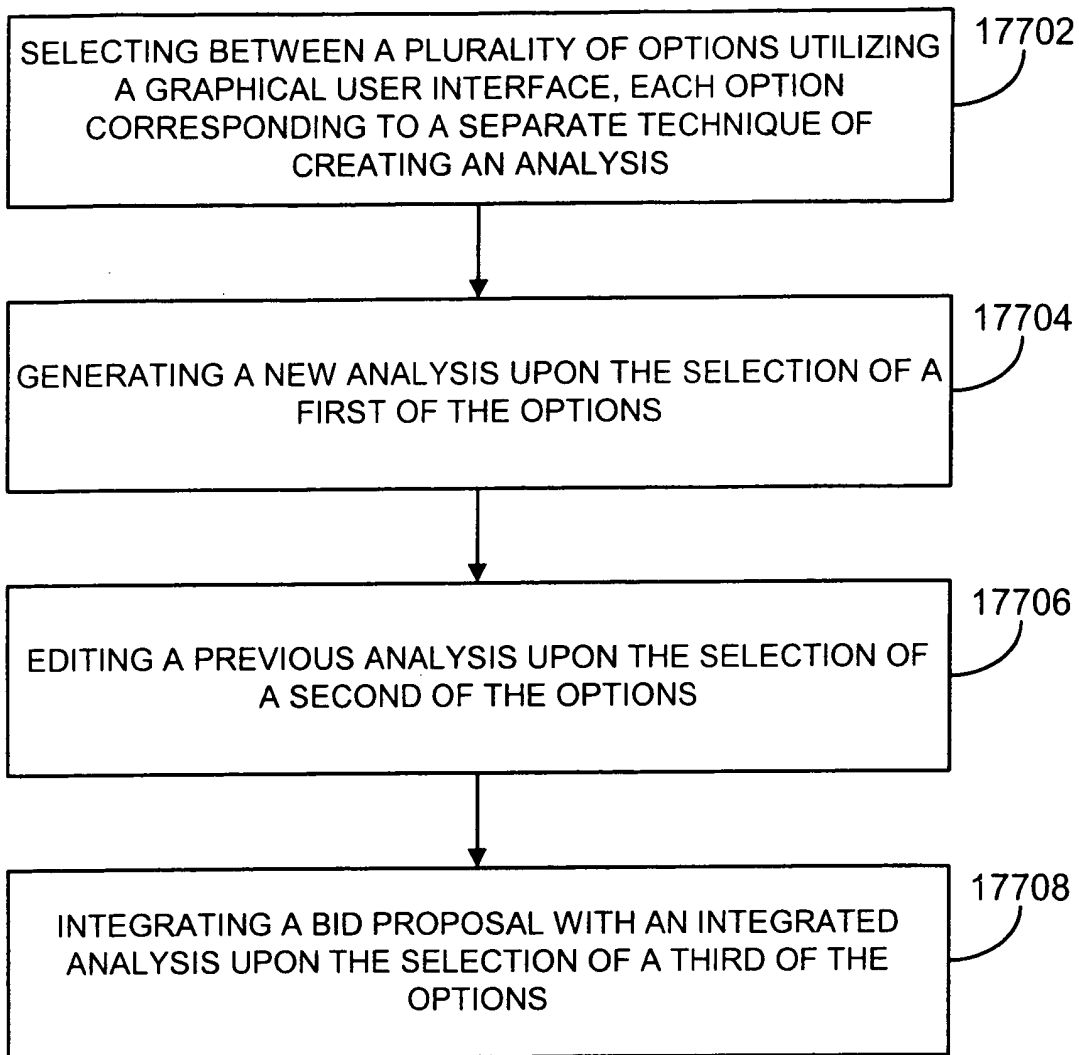 SELECTING BETWEEN A PLURALITY OF OPTIONS UTILIZING
A GRAPHICAL USER INTERFACE, EACH OPTION
CORRESPONDING TO A SEPARATE TECHNIQUE OF
CREATING AN ANALYSIS
17702
GENERATING A NEW ANALYSIS UPON THE SELECTION OF A
FIRST OF THE OPTIONS
17704
EDITING A PREVIOUS ANALYSIS UPON THE SELECTION OF
A SECOND OF THE OPTIONS
17706
INTEGRATING A BID PROPOSAL WITH AN INTEGRATED
ANALYSIS UPON THE SELECTION OF A THIRD OF THE
OPTIONS
17708